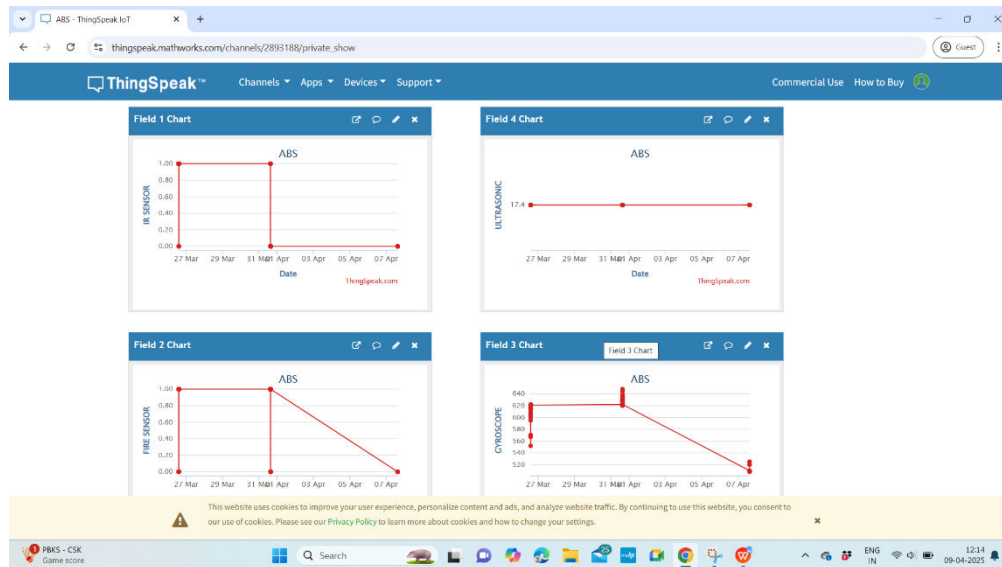 ABS - ThingSpeak IoT
thingspeak.mathworks.com/channels/2893188/private_show
Guest
ThingSpeak™ Channels Apps Devices Support Commercial Use How to Buy
Field 1 Chart
ABS
IR SENSOR
1.00
0.80
0.60
0.40
0.20
0.00
27 Mar 29 Mar 31 Mar 01 Apr 03 Apr 05 Apr 07 Apr
Date
ThingSpeak.com
Field 4 Chart
ABS
ULTRASONIC
17.4
27 Mar 29 Mar 31 Mar 01 Apr 03 Apr 05 Apr 07 Apr
Date
ThingSpeak.com
Field 2 Chart
ABS
FIRE SENSOR
1.00
0.80
0.60
0.40
0.20
0.00
27 Mar 29 Mar 31 Mar 01 Apr 03 Apr 05 Apr 07 Apr
Field 3 Chart
Field 3 Chart
ABS
GYROSCOPE
640
620
600
580
560
540
520
27 Mar 29 Mar 31 Mar 01 Apr 03 Apr 05 Apr 07 Apr
This website uses cookies to improve your user experience, personalize content and ads, and analyze website traffic. By continuing to use this website, you consent to
our use of cookies. Please see our Privacy Policy to learn more about cookies and how to change your settings.
PBKS - CSK
Game score
Search
25
ENG
IN
12:14
09-04-2025